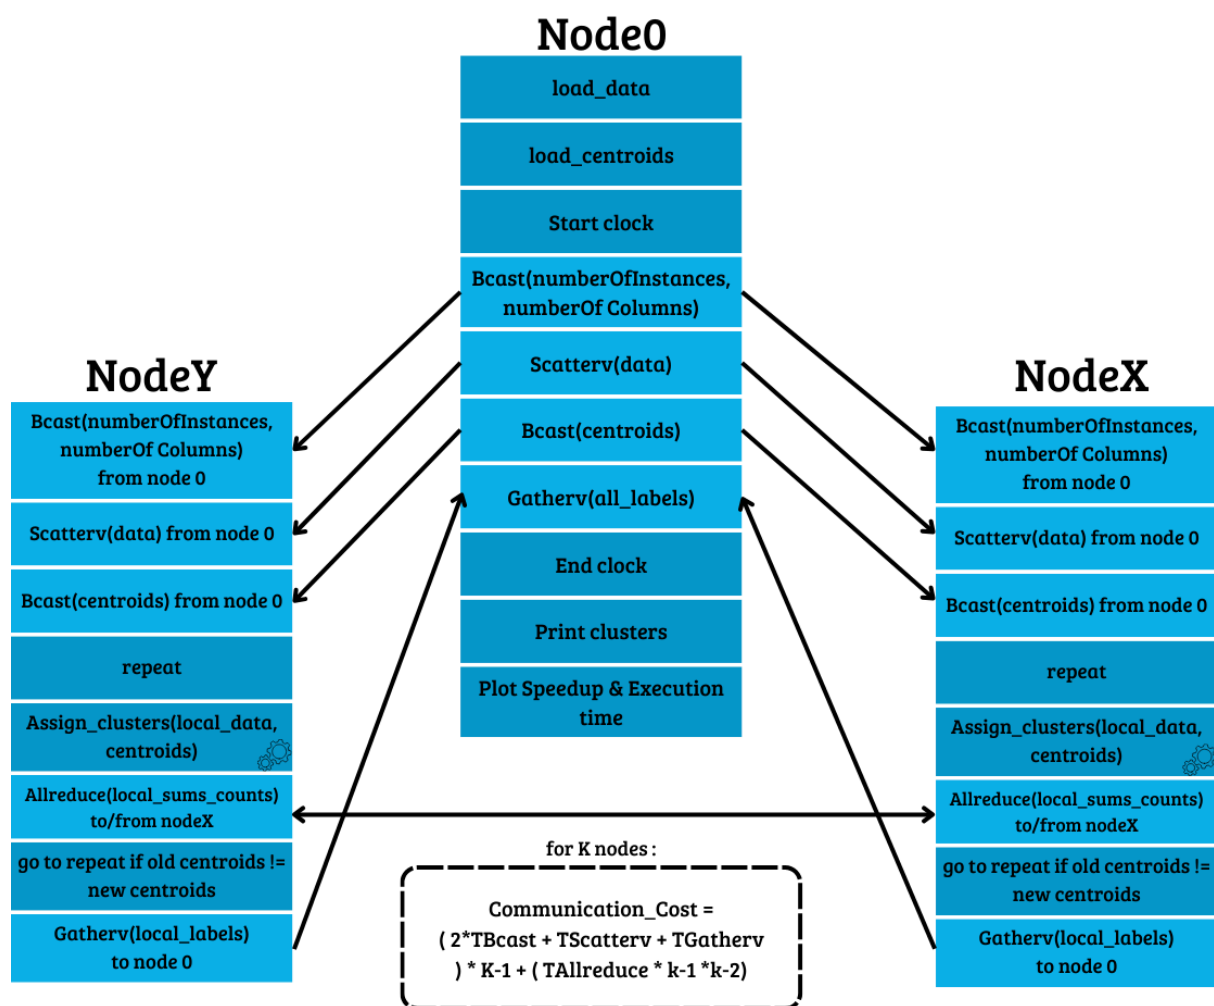 Node0
load_data
load_centroids
Start clock
Bcast(numberOfInstances,
numberOf Columns)
Scatterv(data)
Bcast(centroids)
Gatherv(all_labels)
End clock
Print clusters
Plot Speedup & Execution
time
NodeY
Bcast(numberOfInstances,
numberOf Columns)
from node 0
Scatterv(data) from node 0
Bcast(centroids) from node 0
repeat
Assign_clusters(local_data,
centroids)
Allreduce(local_sums_counts)
to/from nodeX
go to repeat if old centroids !=
new centroids
Gatherv(local_labels)
to node 0
NodeX
Bcast(numberOfInstances,
numberOf Columns)
from node 0
Scatterv(data) from node 0
Bcast(centroids) from node 0
repeat
Assign_clusters(local_data,
centroids)
Allreduce(local_sums_counts)
to/from nodeX
go to repeat if old centroids !=
new centroids
Gatherv(local_labels)
to node 0
for K nodes :
Communication_Cost =
( 2*TBcast + TScatterv + TGatherv
) * K-1 + ( TAllreduce * k-1 *k-2)